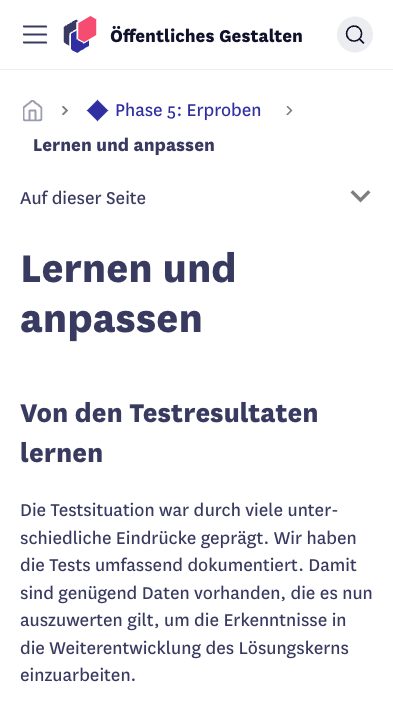 Öffentliches Gestalten
Phase 5: Erproben
Lernen und anpassen
Auf dieser Seite
Lernen und
anpassen
Von den Testresultaten
lernen
Die Testsituation war durch viele unter-
schiedliche Eindrücke geprägt. Wir haben
die Tests umfassend dokumentiert. Damit
sind genügend Daten vorhanden, die es nun
auszuwerten gilt, um die Erkenntnisse in
die Weiterentwicklung des Lösungskerns
einzuarbeiten.